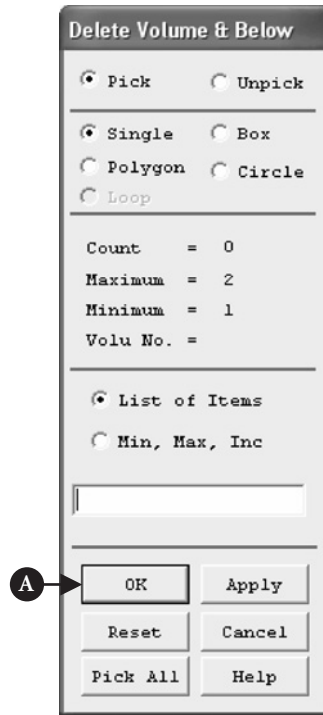 Delete Volume & Below
Pick Unpick
Single Box
Polygon Circle
Loop
Count = 0
Maximum = 2
Minimum = 1
Volu No. =
List of Items
Min, Max, Inc
A OK Apply
Reset Cancel
Pick All Help